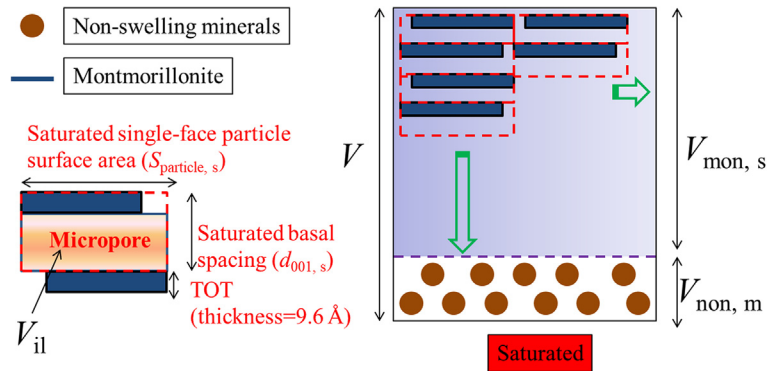 Non-swelling minerals
Montmorillonite
Saturated single-face particle
surface area (Sparticle, s)
Micropore
Saturated basal
spacing (d001, s)
TOT
(thickness=9.6 Å)
Vil
V
Vmon, s
Vnon, m
Saturated